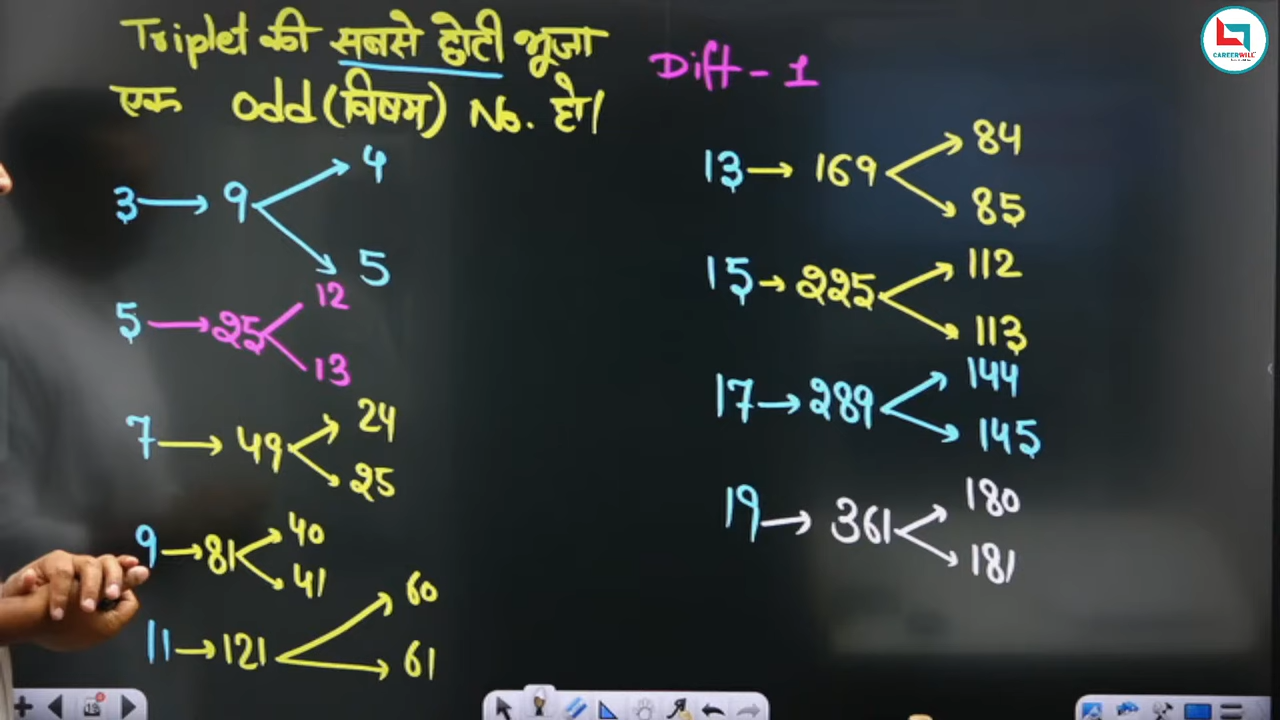 Triplet की सबसे छोटी भूजा
एक odd (विषम) No. हो।
3 → 9
4
5
5 → 25
12
13
7 → 49
24
25
9 → 81
40
41
11 → 121
60
61
Diff - 1
13 → 169
84
85
15 → 225
112
113
17 → 289
144
145
19 → 361
180
181
CAREERWILL